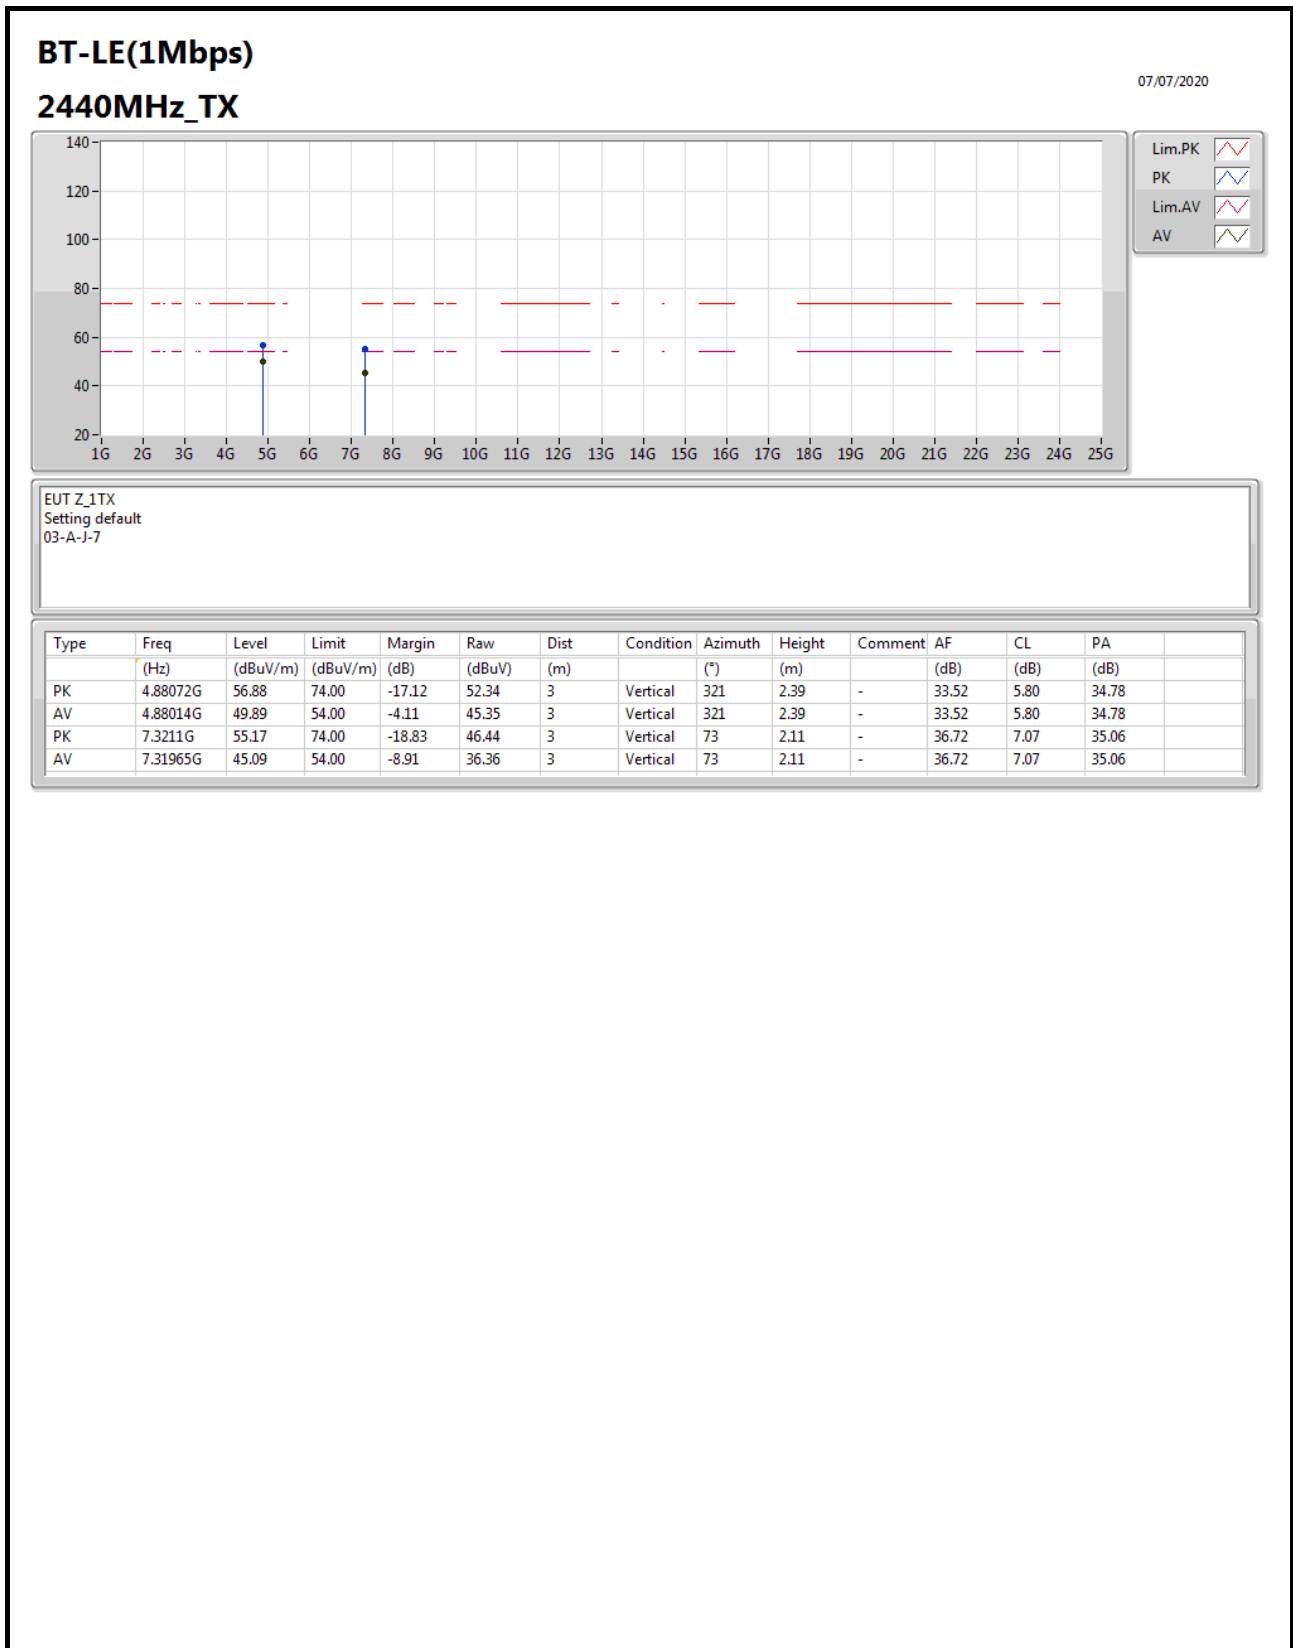 BT-LE(1Mbps)
07/07/2020
2440MHz_TX
140
120
100
80
60
40
20
1G 2G 3G 4G 5G 6G 7G 8G 9G 10G 11G 12G 13G 14G 15G 16G 17G 18G 19G 20G 21G 22G 23G 24G 25G
Lim.PK
PK
Lim.AV
AV
EUT Z_1TX
Setting default
03-A-J-7
Type Freq Level Limit Margin Raw Dist Condition Azimuth Height Comment AF CL PA
(Hz) (dBuV/m) (dBuV/m) (dB) (dBuV) (m) (°) (m) (dB) (dB) (dB)
PK 4.88072G 56.88 74.00 -17.12 52.34 3 Vertical 321 2.39 - 33.52 5.80 34.78
AV 4.88014G 49.89 54.00 -4.11 45.35 3 Vertical 321 2.39 - 33.52 5.80 34.78
PK 7.3211G 55.17 74.00 -18.83 46.44 3 Vertical 73 2.11 - 36.72 7.07 35.06
AV 7.31965G 45.09 54.00 -8.91 36.36 3 Vertical 73 2.11 - 36.72 7.07 35.06